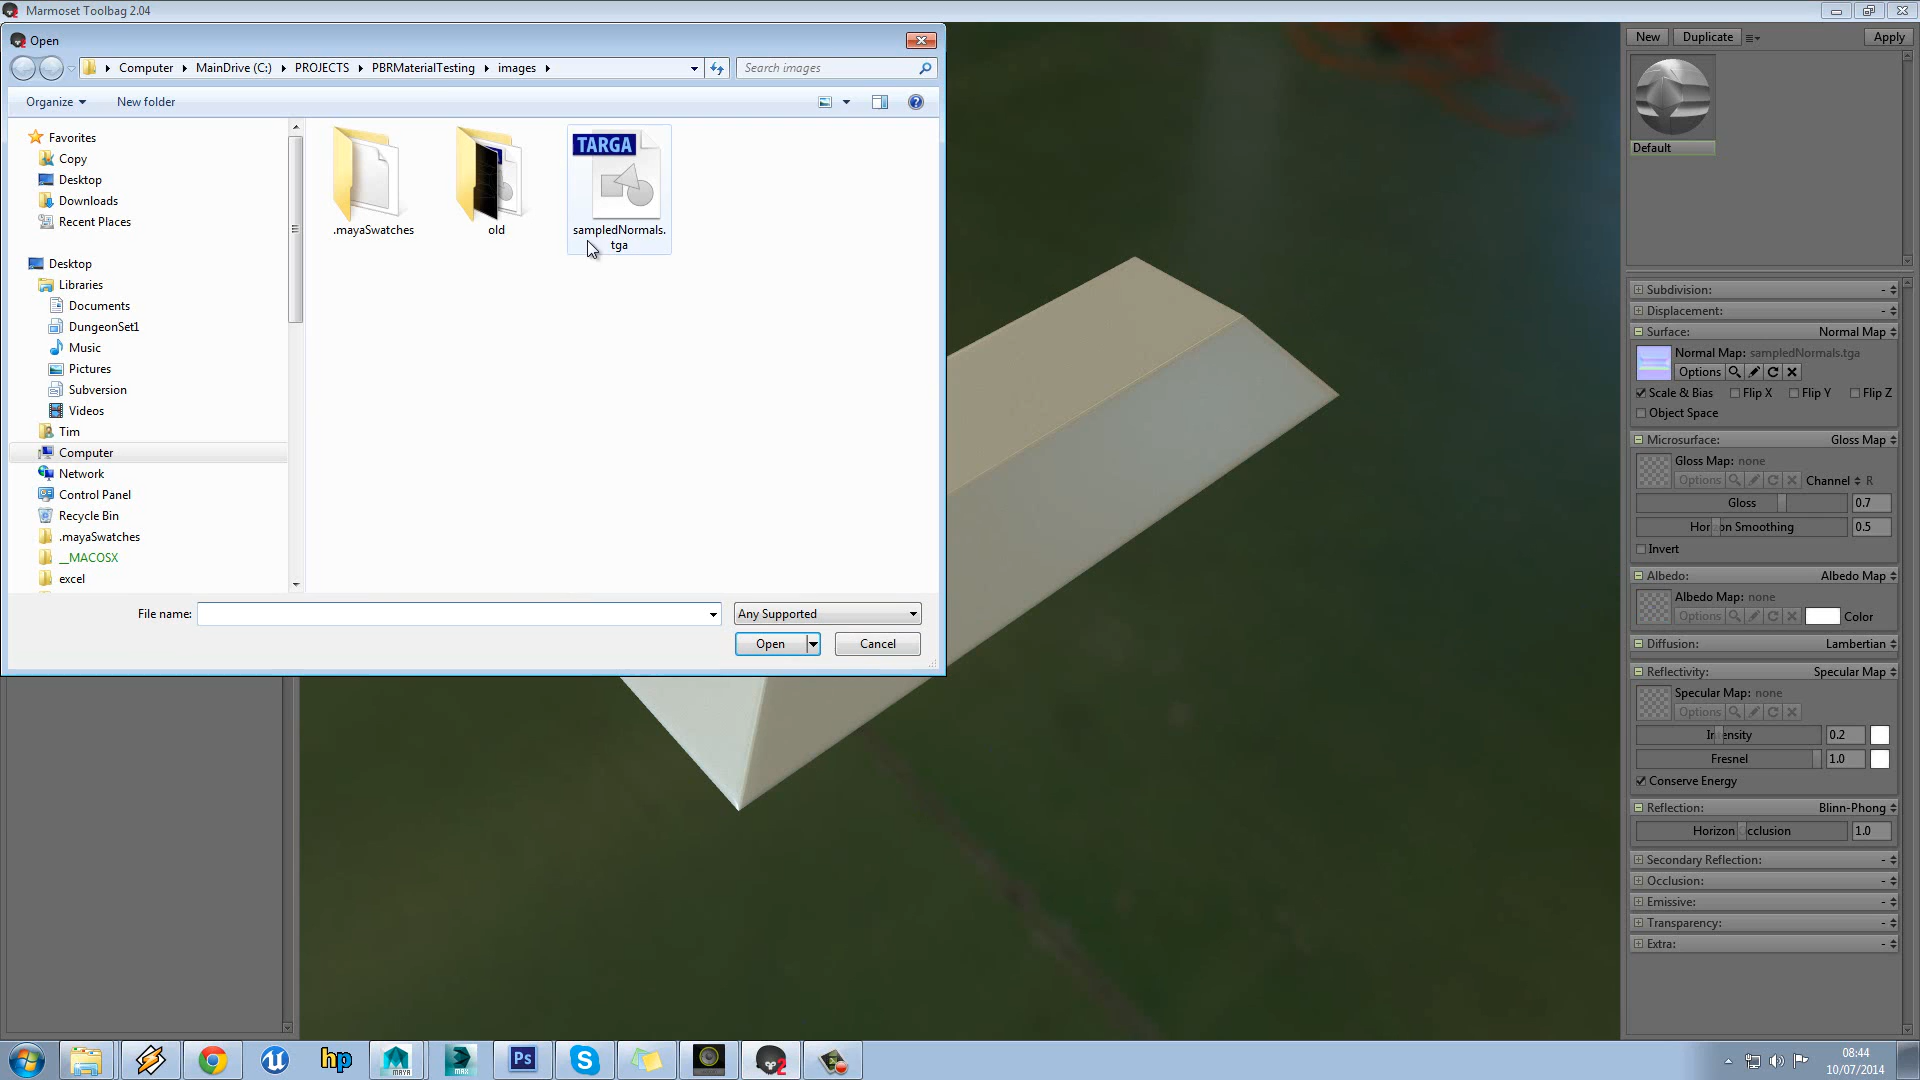 Marmoset Toolbag 2.04
Open
Computer MainDrive (C:) PROJECTS PBRMaterialTesting images
Search images
Organize New folder
Favorites
Copy
Desktop
Downloads
Recent Places
Desktop
Libraries
Documents
DungeonSet1
Music
Pictures
Subversion
Videos
Tim
Computer
Network
Control Panel
Recycle Bin
.mayaSwatches
__MACOSX
excel
.mayaSwatches
old
TARGA
sampledNormals.
tga
File name:
Any Supported
Open
Cancel
New Duplicate Apply
Default
Subdivision: -
Displacement: -
Surface: Normal Map
Normal Map: sampledNormals.tga
Options
Scale & Bias Flip X Flip Y Flip Z
Object Space
Microsurface: Gloss Map
Gloss Map: none
Options Channel R
Gloss 0.7
Horizon Smoothing 0.5
Invert
Albedo: Albedo Map
Albedo Map: none
Options Color
Diffusion: Lambertian
Reflectivity: Specular Map
Specular Map: none
Options
Intensity 0.2
Fresnel 1.0
Conserve Energy
Reflection: Blinn-Phong
Horizon Occlusion 1.0
Secondary Reflection: -
Occlusion: -
Emissive: -
Transparency: -
Extra: -
hp
MAYA
MAX
Ps
2
08:44
10/07/2014